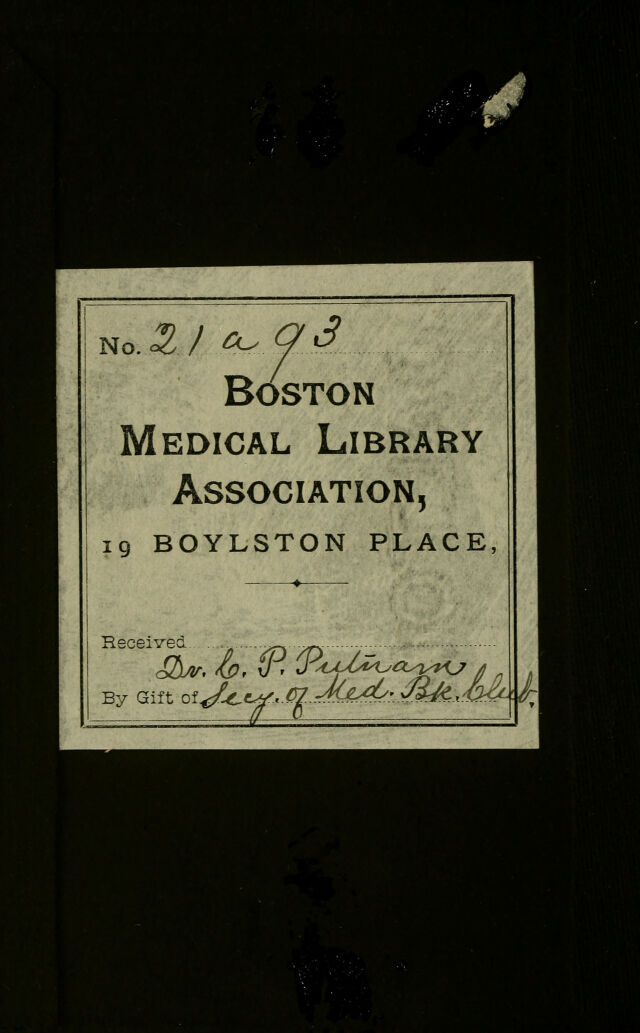 No. 21 a 93
BOSTON
MEDICAL LIBRARY
ASSOCIATION,
19 BOYLSTON PLACE,
Received
Dr. C. P. Putnam
By Gift of Secy. of Med. Bk. Club.